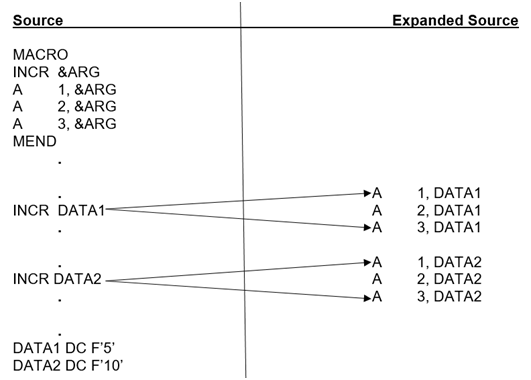 Source Expanded Source
MACRO
INCR &ARG
A 1, &ARG
A 2, &ARG
A 3, &ARG
MEND
.
.
A 1, DATA1
INCR DATA1 A 2, DATA1
. A 3, DATA1
.
A 1, DATA2
INCR DATA2 A 2, DATA2
. A 3, DATA2
.
DATA1 DC F'5’
DATA2 DC F'10’